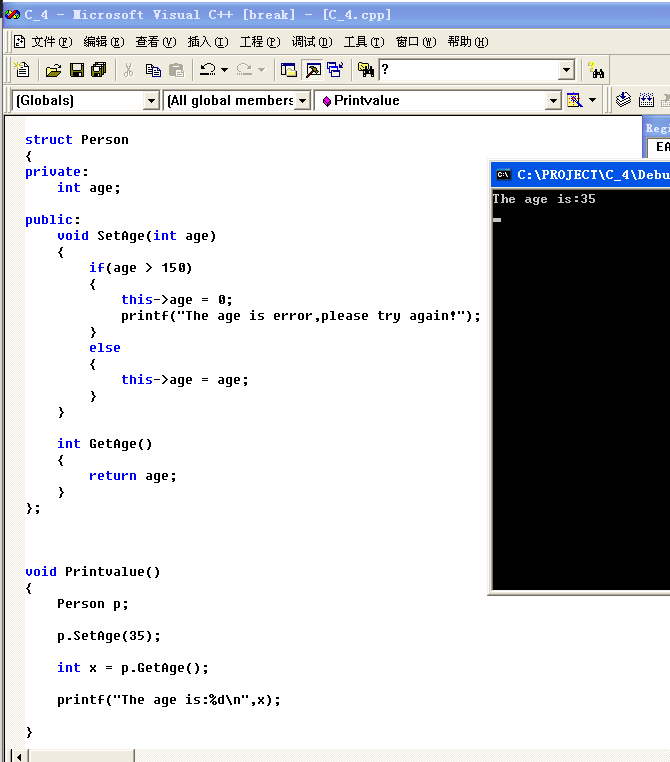 C_4 - Microsoft Visual C++ [break] - [C_4.cpp]
文件(F) 编辑(E) 查看(V) 插入(I) 工程(P) 调试(D) 工具(T) 窗口(W) 帮助(H)
?
(Globals) (All global members Printvalue
struct Person
{
private:
int age;
public:
void SetAge(int age)
{
if(age > 150)
{
this->age = 0;
printf("The age is error,please try again!");
}
else
{
this->age = age;
}
}
int GetAge()
{
return age;
}
};
void Printvalue()
{
Person p;
p.SetAge(35);
int x = p.GetAge();
printf("The age is:%d\n",x);
}
Regi
EA
C:\PROJECT\C_4\Debu
The age is:35